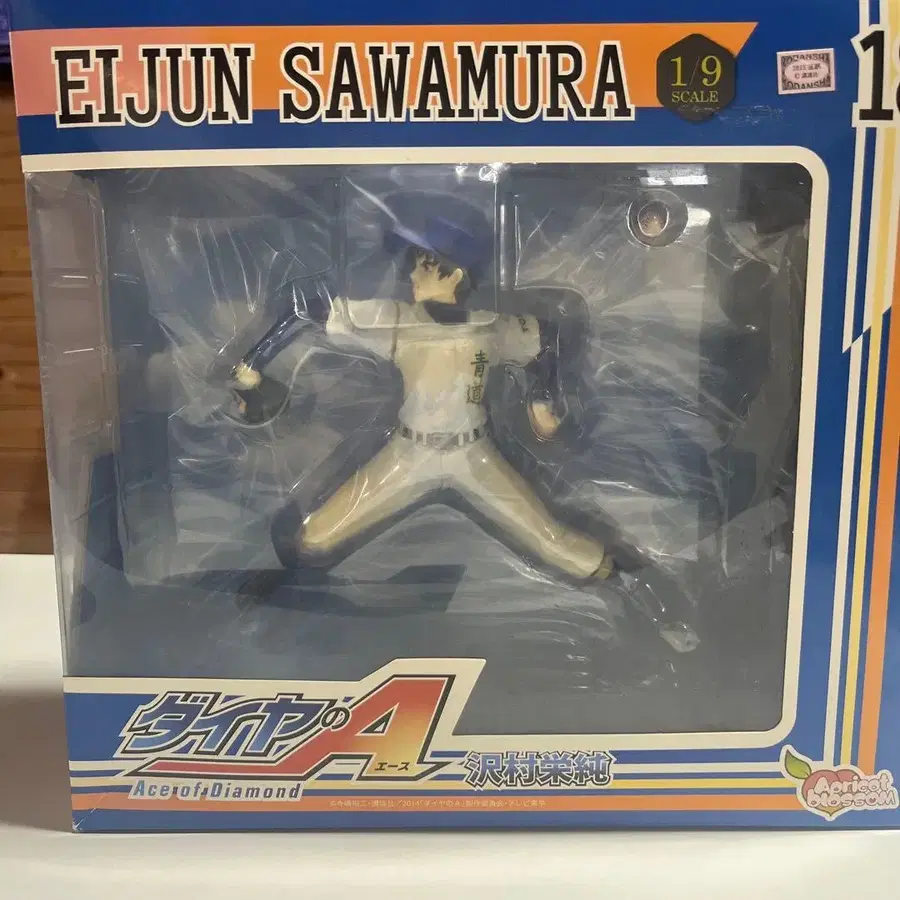 EIJUN SAWAMURA
1/9
SCALE
18
青道
ダイヤのA
エース
Ace of Diamond
沢村栄純
Apricot
blossom